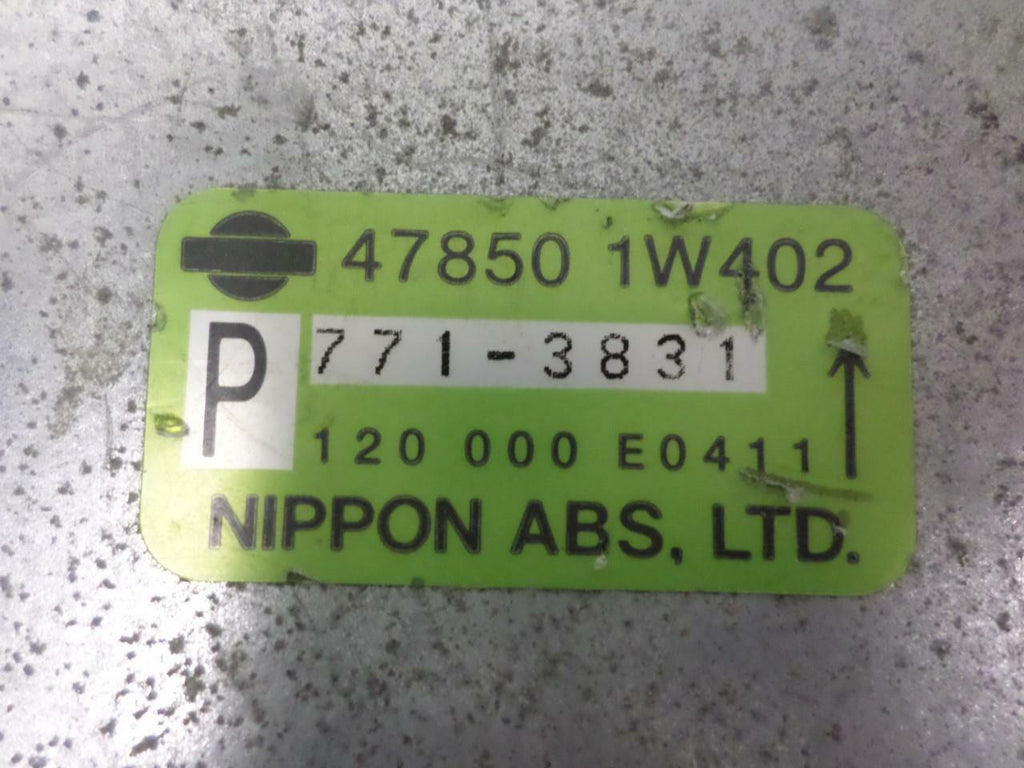 47850 1W402
P 771-3831
120 000 E0411
NIPPON ABS, LTD.